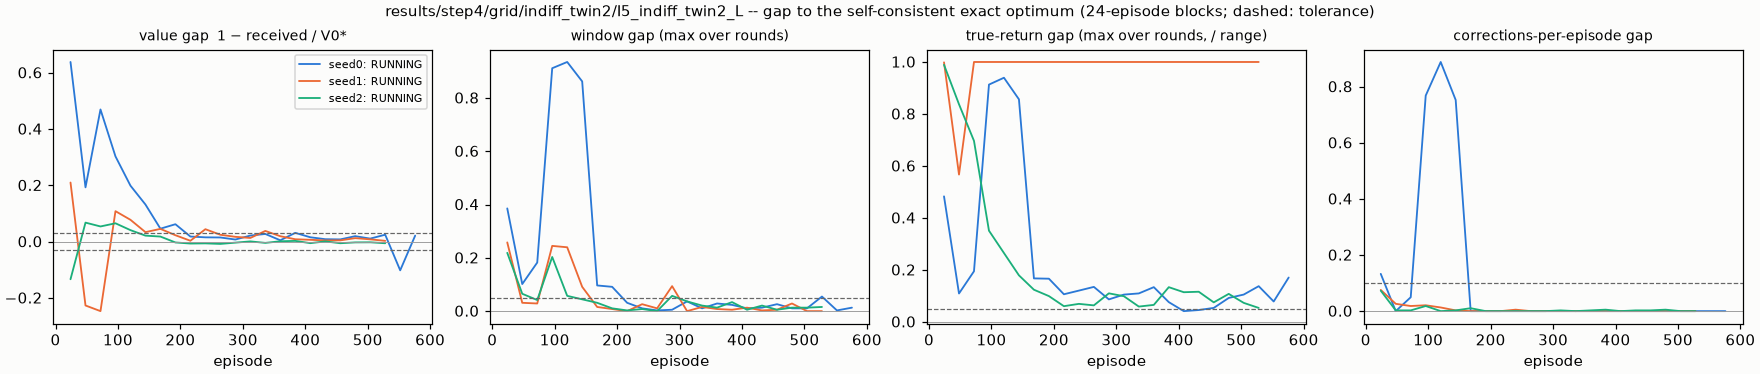 results/step4/grid/indiff_twin2/I5_indiff_twin2_L -- gap to the self-consistent exact optimum (24-episode blocks; dashed: tolerance)
value gap 1 − received / V0*
0.6
0.4
0.2
0.0
−0.2
0 100 200 300 400 500 600
episode
seed0: RUNNING
seed1: RUNNING
seed2: RUNNING
window gap (max over rounds)
0.8
0.6
0.4
0.2
0.0
0 100 200 300 400 500 600
episode
true-return gap (max over rounds, / range)
1.0
0.8
0.6
0.4
0.2
0.0
0 100 200 300 400 500 600
episode
corrections-per-episode gap
0.8
0.6
0.4
0.2
0.0
0 100 200 300 400 500 600
episode